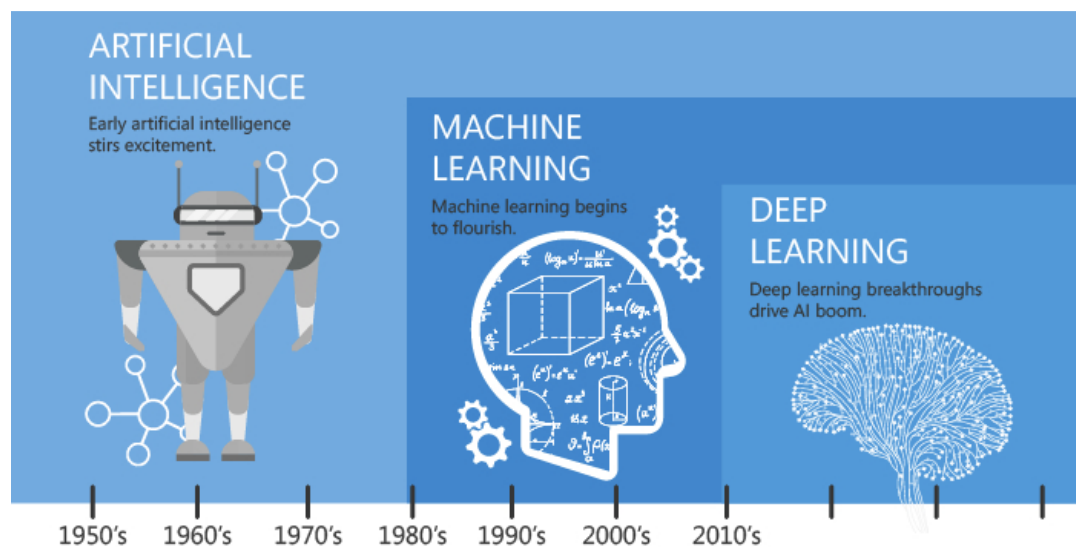 ARTIFICIAL
INTELLIGENCE
Early artificial intelligence
stirs excitement.
MACHINE
LEARNING
Machine learning begins
to flourish.
DEEP
LEARNING
Deep learning breakthroughs
drive AI boom.
1950's 1960's 1970's 1980's 1990's 2000's 2010's